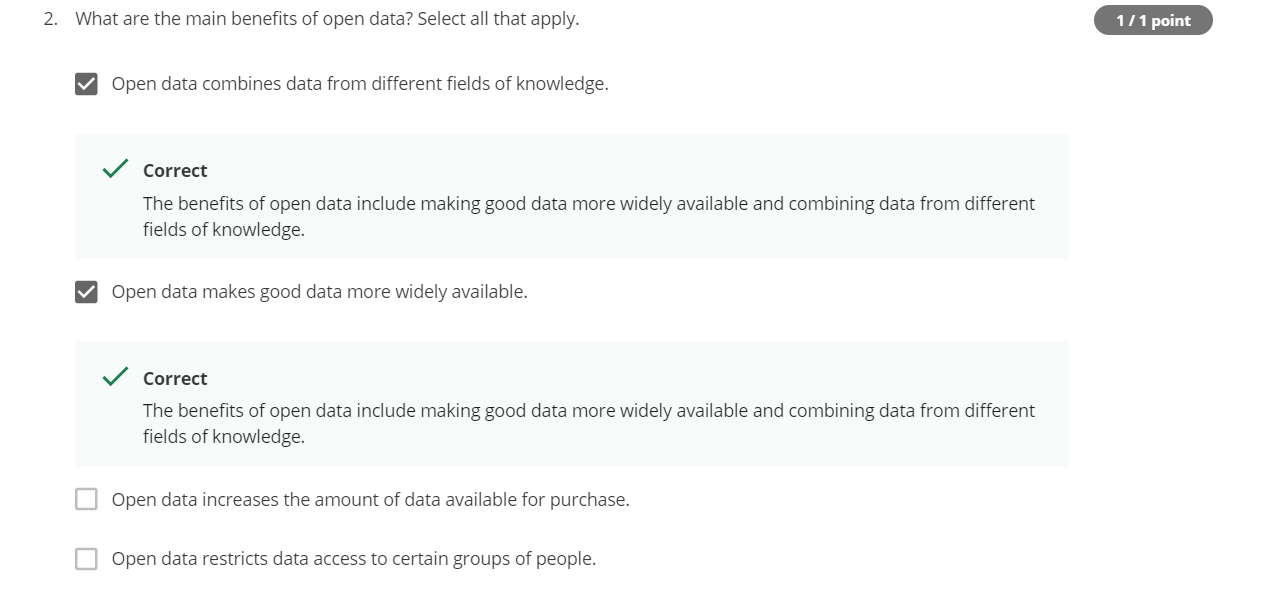 2. What are the main benefits of open data? Select all that apply.
1 / 1 point
Open data combines data from different fields of knowledge.
Correct
The benefits of open data include making good data more widely available and combining data from different
fields of knowledge.
Open data makes good data more widely available.
Correct
The benefits of open data include making good data more widely available and combining data from different
fields of knowledge.
Open data increases the amount of data available for purchase.
Open data restricts data access to certain groups of people.